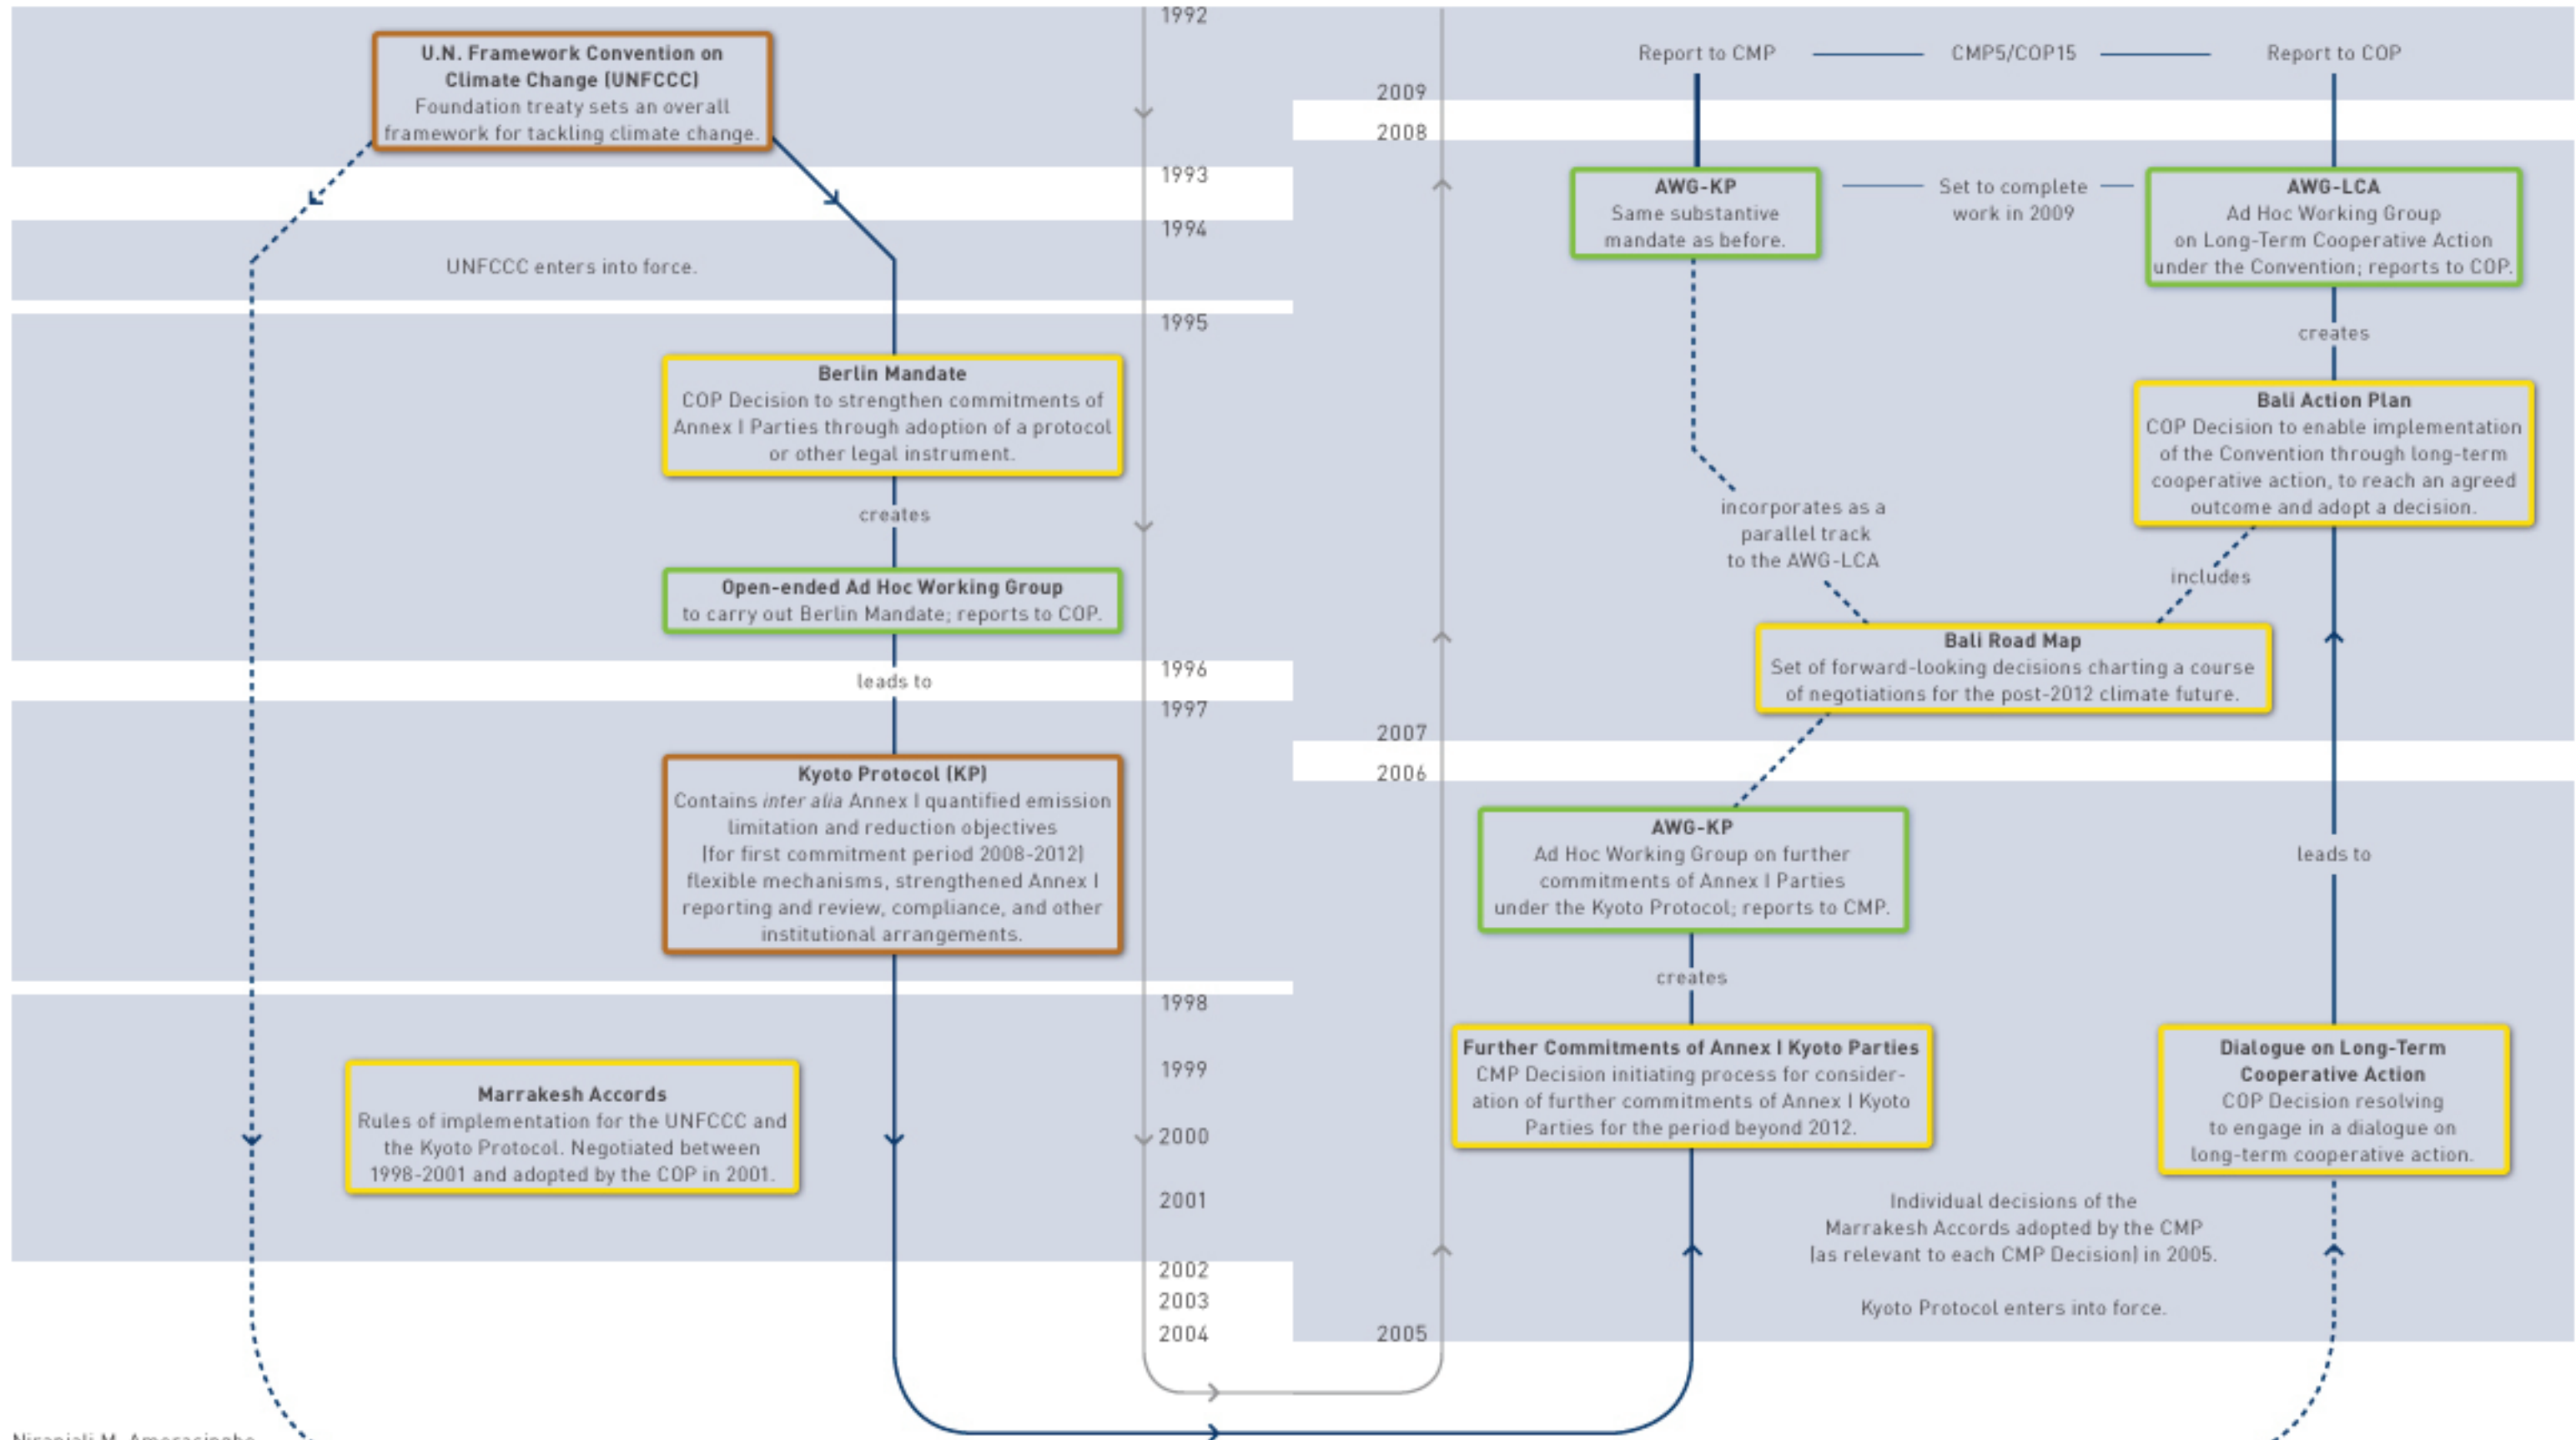 1992
U.N. Framework Convention on
Climate Change (UNFCCC)
Foundation treaty sets an overall
framework for tackling climate change.
1993
1994
UNFCCC enters into force.
1995
Berlin Mandate
COP Decision to strengthen commitments of
Annex I Parties through adoption of a protocol
or other legal instrument.
creates
Open-ended Ad Hoc Working Group
to carry out Berlin Mandate; reports to COP.
1996
leads to
1997
Kyoto Protocol (KP)
Contains inter alia Annex I quantified emission
limitation and reduction objectives
(for first commitment period 2008-2012)
flexible mechanisms, strengthened Annex I
reporting and review, compliance, and other
institutional arrangements.
1998
1999
Marrakesh Accords
Rules of implementation for the UNFCCC and
the Kyoto Protocol. Negotiated between
1998-2001 and adopted by the COP in 2001.
2000
2001
2002
2003
2004
Report to CMP
CMP5/COP15
Report to COP
2009
2008
AWG-KP
Same substantive
mandate as before.
Set to complete
work in 2009
AWG-LCA
Ad Hoc Working Group
on Long-Term Cooperative Action
under the Convention; reports to COP.
creates
Bali Action Plan
COP Decision to enable implementation
of the Convention through long-term
cooperative action, to reach an agreed
outcome and adopt a decision.
incorporates as a
parallel track
to the AWG-LCA
includes
Bali Road Map
Set of forward-looking decisions charting a course
of negotiations for the post-2012 climate future.
2007
2006
AWG-KP
Ad Hoc Working Group on further
commitments of Annex I Parties
under the Kyoto Protocol; reports to CMP.
leads to
creates
Further Commitments of Annex I Kyoto Parties
CMP Decision initiating process for consider-
ation of further commitments of Annex I Kyoto
Parties for the period beyond 2012.
Dialogue on Long-Term
Cooperative Action
COP Decision resolving
to engage in a dialogue on
long-term cooperative action.
Individual decisions of the
Marrakesh Accords adopted by the CMP
(as relevant to each CMP Decision) in 2005.
Kyoto Protocol enters into force.
2005